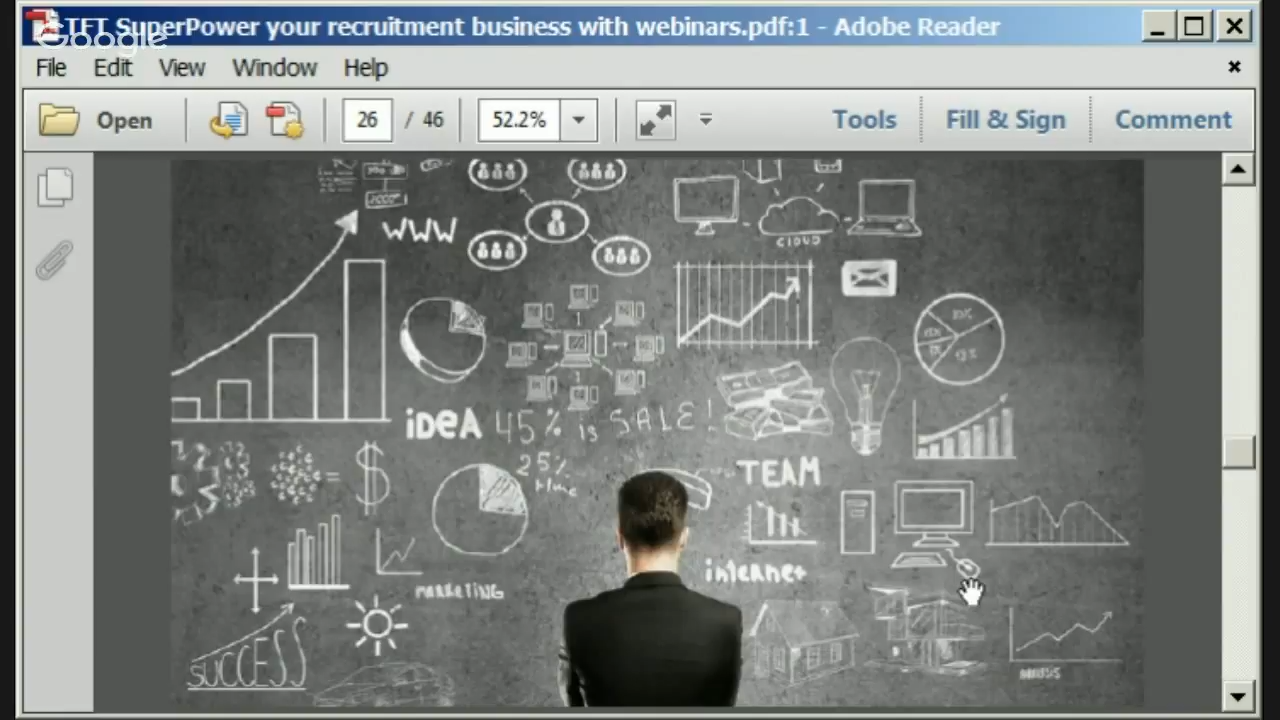 TFT SuperPower your recruitment business with webinars.pdf:1 - Adobe Reader
Google
File Edit View Window Help
Open 26 / 46 52.2% Tools Fill & Sign Comment
WWW
CLOUD
iDeA 45% is SALE!
25%
time
TEAM
$
internet
MARKETING
SUCCESS